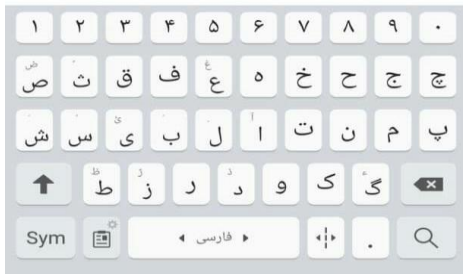 ۱ ۲ ۳ ۴ ۵ ۶ ۷ ۸ ۹ ۰
ض ص ث ق ف غ ع ه خ ح ج چ
ش س ئ ی ب ل ا ت ن م پ
ظ ط ژ ز ر ذ د و ک گ
Sym فارسی .